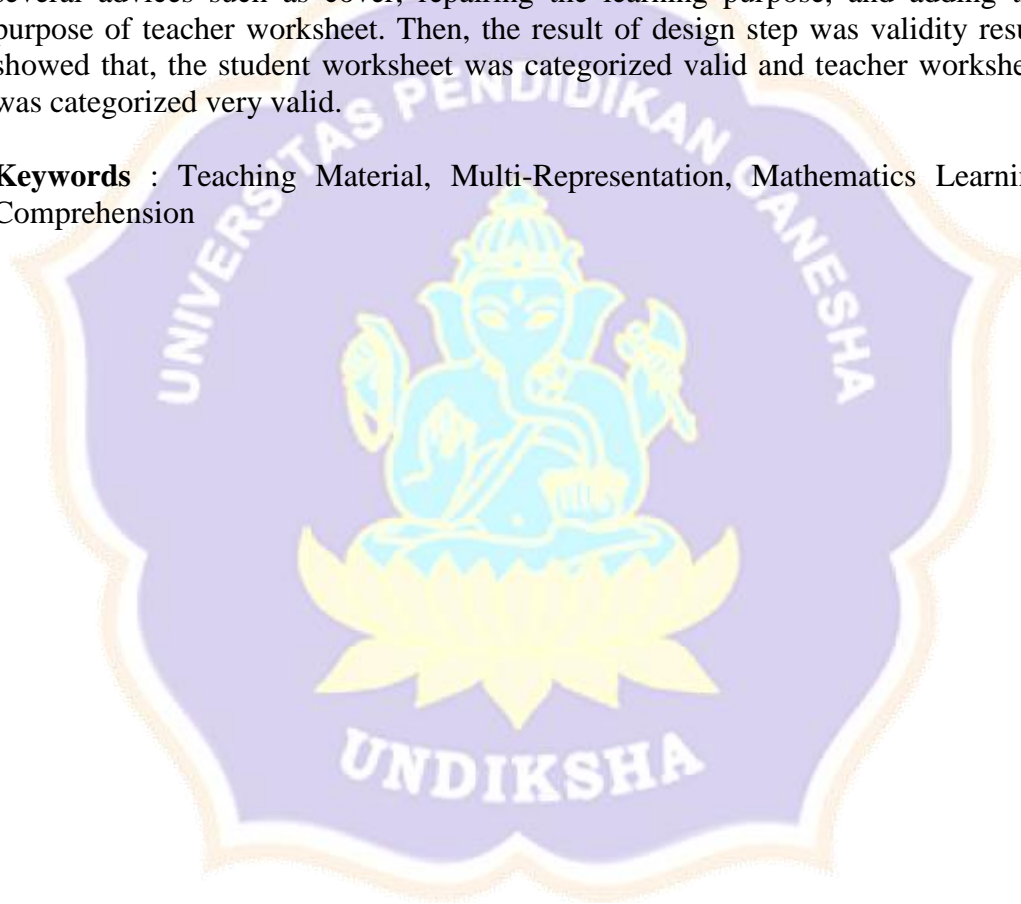 several advices such as cover, repairing the learning purpose, and adding t
purpose of teacher worksheet. Then, the result of design step was validity resu
showed that, the student worksheet was categorized valid and teacher workshe
was categorized very valid.
Keywords : Teaching Material, Multi-Representation, Mathematics Learnin
Comprehension
UNIVERSITAS PENDIDIKAN GANESHA
UNDIKSHA